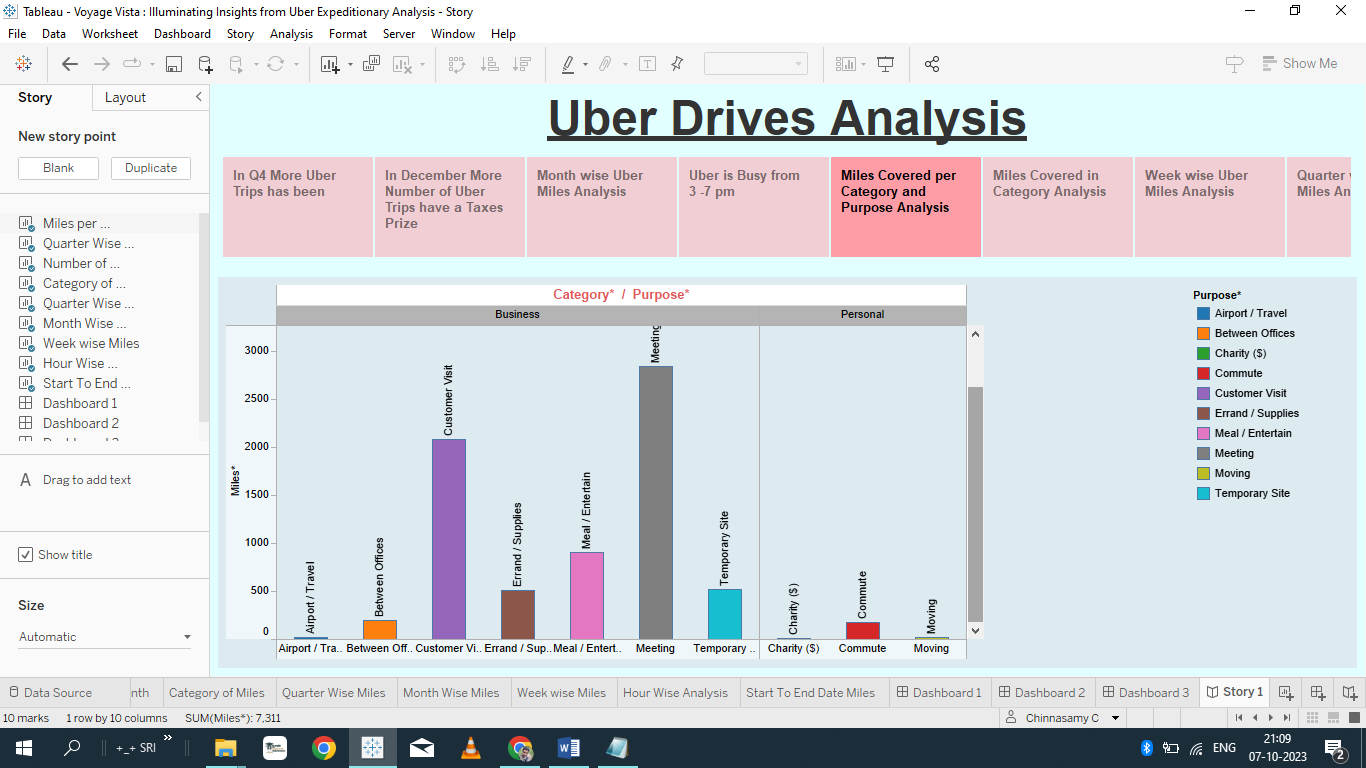 Tableau - Voyage Vista : Illuminating Insights from Uber Expeditionary Analysis - Story
File Data Worksheet Dashboard Story Analysis Format Server Window Help
Show Me
Story Layout
New story point
Blank Duplicate
Miles per ...
Quarter Wise ...
Number of ...
Category of ...
Quarter Wise ...
Month Wise ...
Week wise Miles
Hour Wise ...
Start To End ...
Dashboard 1
Dashboard 2
A Drag to add text
Show title
Size
Automatic
Uber Drives Analysis
In Q4 More Uber
Trips has been
In December More
Number of Uber
Trips have a Taxes
Prize
Month wise Uber
Miles Analysis
Uber is Busy from
3 -7 pm
Miles Covered per
Category and
Purpose Analysis
Miles Covered in
Category Analysis
Week wise Uber
Miles Analysis
Quarter
Miles An
Category* / Purpose*
Business Personal
Miles*
3000
2500
2000
1500
1000
500
0
Airport / Travel
Between Offices
Customer Visit
Errand / Supplies
Meal / Entertain
Meeting
Temporary Site
Charity ($)
Commute
Moving
Airport / Tra.. Between Off.. Customer Vi.. Errand / Sup.. Meal / Entert.. Meeting Temporary .. Charity ($) Commute Moving
Purpose*
Airport / Travel
Between Offices
Charity ($)
Commute
Customer Visit
Errand / Supplies
Meal / Entertain
Meeting
Moving
Temporary Site
Data Source nth Category of Miles Quarter Wise Miles Month Wise Miles Week wise Miles Hour Wise Analysis Start To End Date Miles Dashboard 1 Dashboard 2 Dashboard 3 Story 1
10 marks 1 row by 10 columns SUM(Miles*): 7,311 Chinnasamy C
+_+ SRI » ENG 21:09
07-10-2023 2